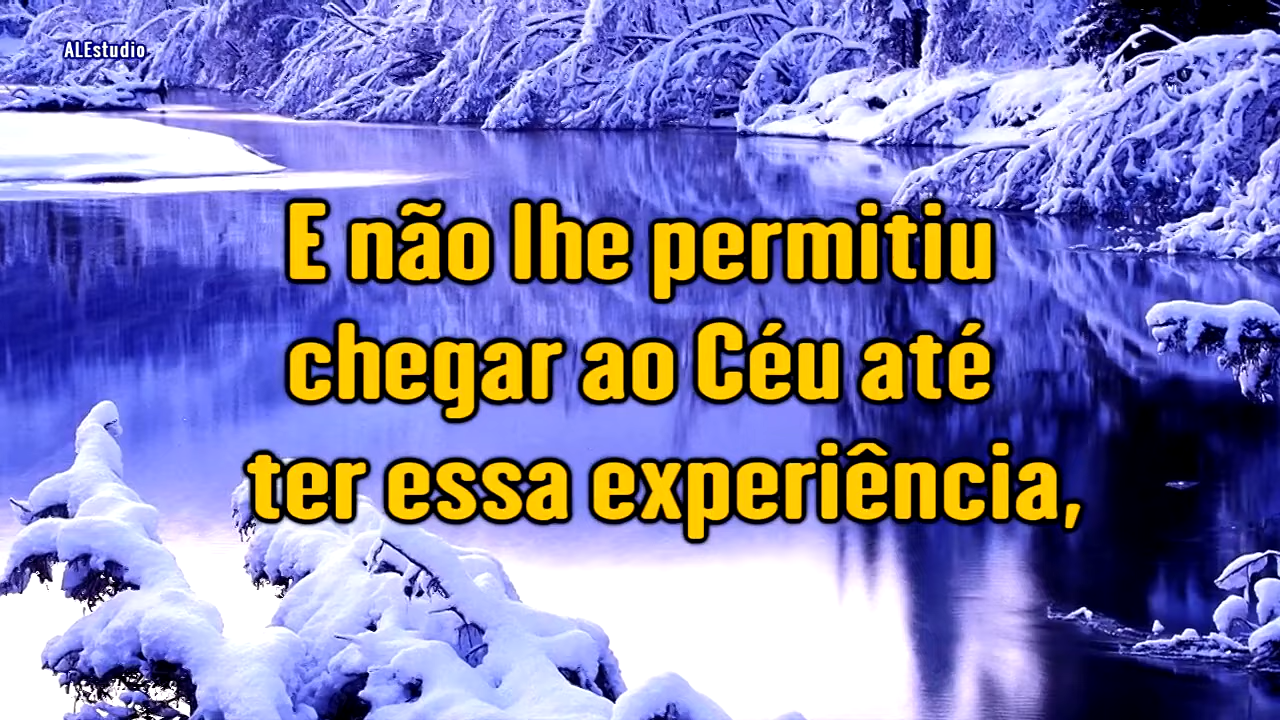 ALEstudio
E não lhe permitiu
chegar ao Céu até
ter essa experiência,